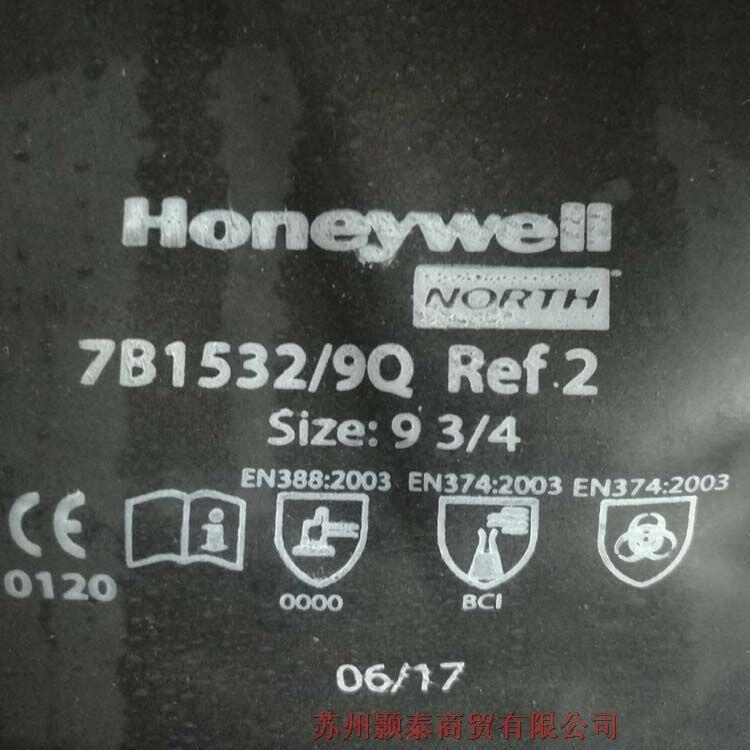 Honeywell
NORTH
7B1532/9Q Ref.2
Size: 9 3/4
EN388:2003 EN374:2003 EN374:2003
CE
0120 0000 BCI
06/17
苏州颢泰商贸有限公司